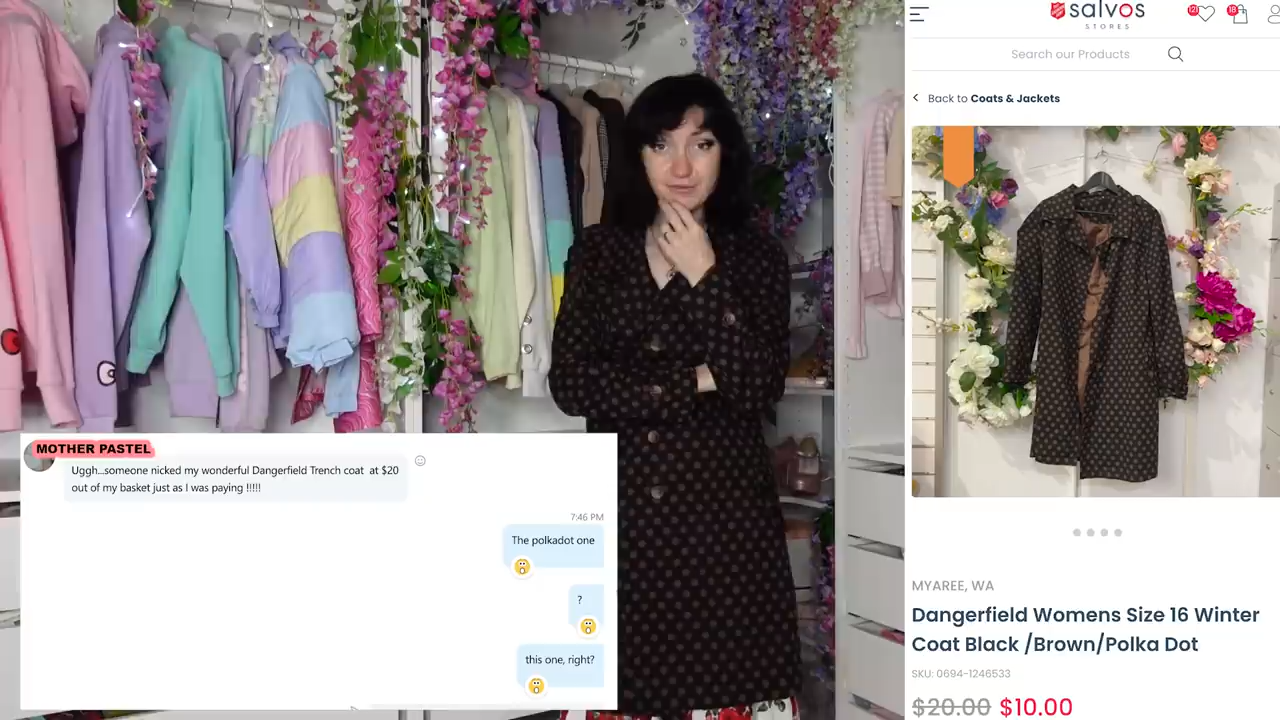 MOTHER PASTEL
Uggh...someone nicked my wonderful Dangerfield Trench coat at $20
out of my basket just as I was paying !!!!!
7:46 PM
The polkadot one
?
this one, right?
salvos
STORES
18
Search our Products
Back to Coats & Jackets
MYAREE, WA
Dangerfield Womens Size 16 Winter
Coat Black /Brown/Polka Dot
SKU: 0694-1246533
$20.00 $10.00